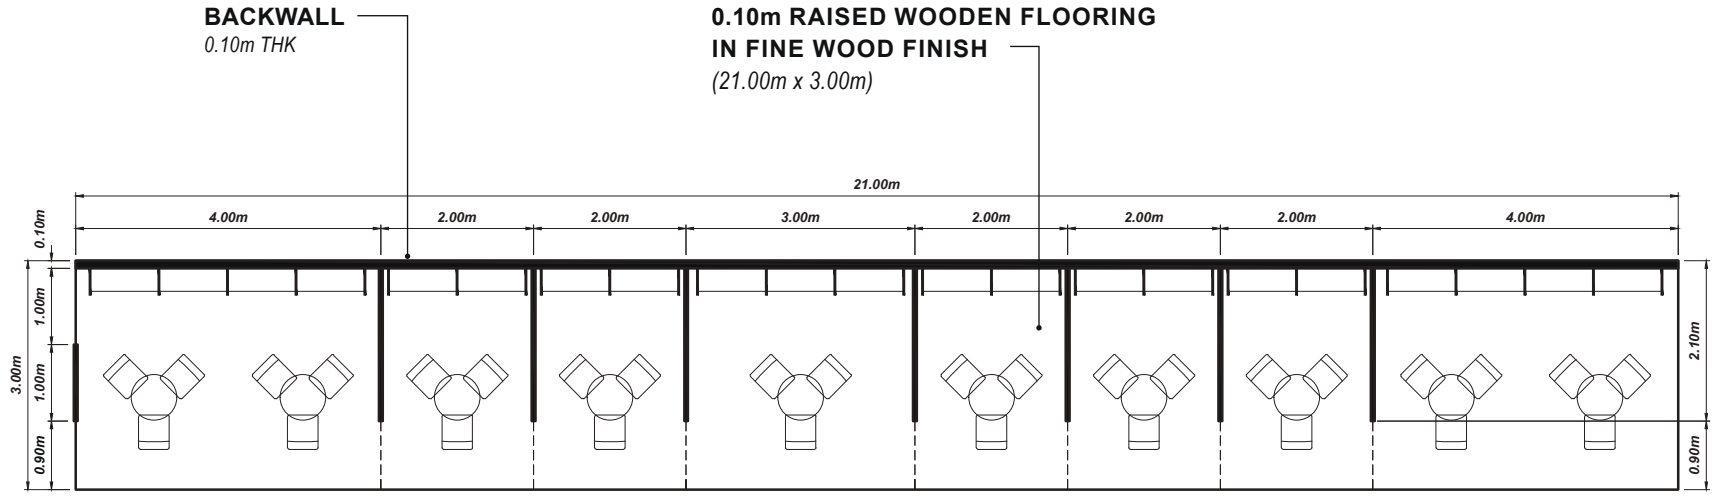 BACKWALL
0.10m THK
0.10m RAISED WOODEN FLOORING
IN FINE WOOD FINISH
(21.00m x 3.00m)
21.00m
4.00m
2.00m
2.00m
3.00m
2.00m
2.00m
2.00m
4.00m
0.10m
1.00m
1.00m
0.90m
3.00m
2.10m
0.90m